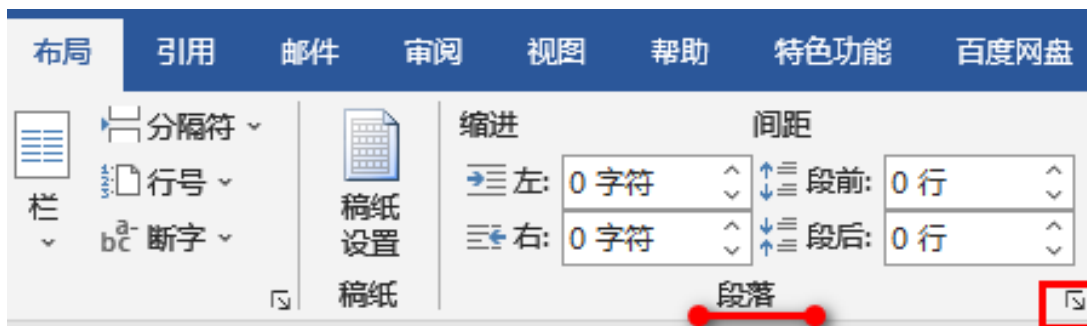 布局 引用 邮件 审阅 视图 帮助 特色功能 百度网盘
缩进 间距
分隔符
左: 0 字符 段前: 0 行
行号
栏 稿纸
设置
bc a- 断字 右: 0 字符 段后: 0 行
稿纸 段落